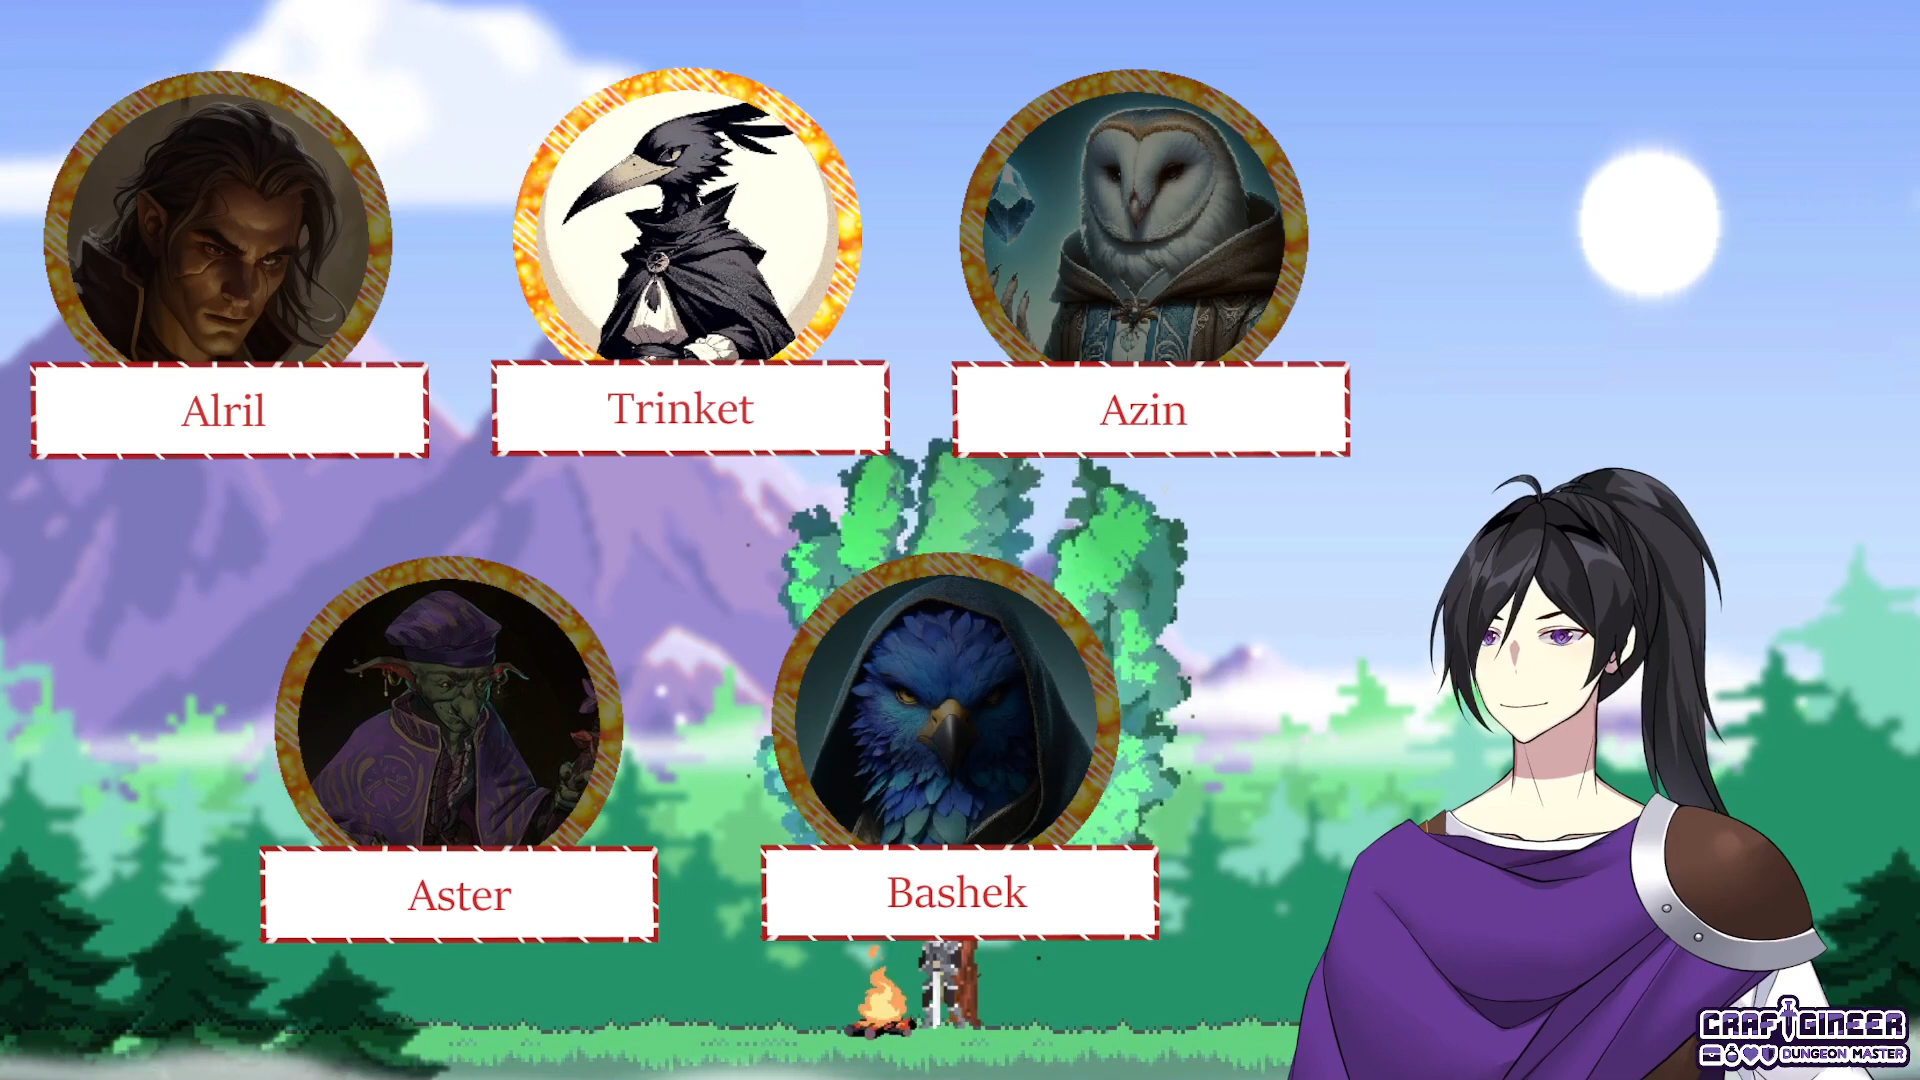 Alril
Trinket
Azin
Aster
Bashek
CRAFTGINEER
DUNGEON MASTER